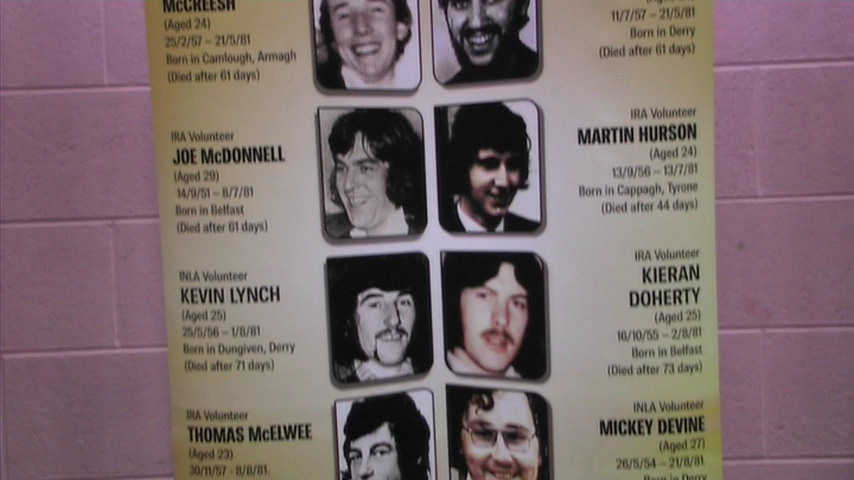 McCREESH
(Aged 24)
25/2/57 – 21/5/81
Born in Camlough, Armagh
(Died after 61 days)
11/7/57 – 21/5/81
Born in Derry
(Died after 61 days)
IRA Volunteer
JOE McDONNELL
(Aged 29)
14/9/51 – 8/7/81
Born in Belfast
(Died after 61 days)
IRA Volunteer
MARTIN HURSON
(Aged 24)
13/9/56 – 13/7/81
Born in Cappagh, Tyrone
(Died after 44 days)
INLA Volunteer
KEVIN LYNCH
(Aged 25)
25/5/56 – 1/8/81
Born in Dungiven, Derry
(Died after 71 days)
IRA Volunteer
KIERAN
DOHERTY
(Aged 25)
16/10/55 – 2/8/81
Born in Belfast
(Died after 73 days)
IRA Volunteer
THOMAS McELWEE
(Aged 23)
30/11/57 - 8/8/81.
INLA Volunteer
MICKEY DEVINE
(Aged 27)
26/5/54 – 21/8/81.
Born in Derry